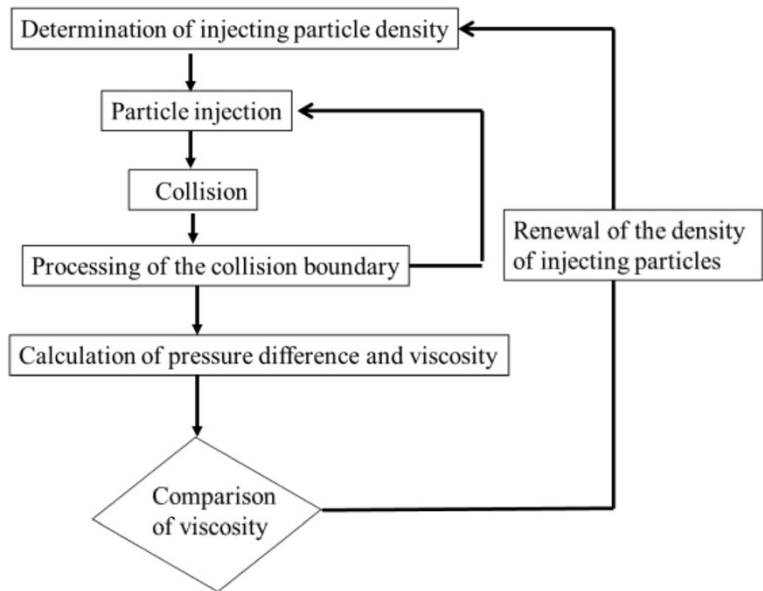 Determination of injecting particle density
Particle injection
Collision
Processing of the collision boundary
Renewal of the density
of injecting particles
Calculation of pressure difference and viscosity
Comparison
of viscosity